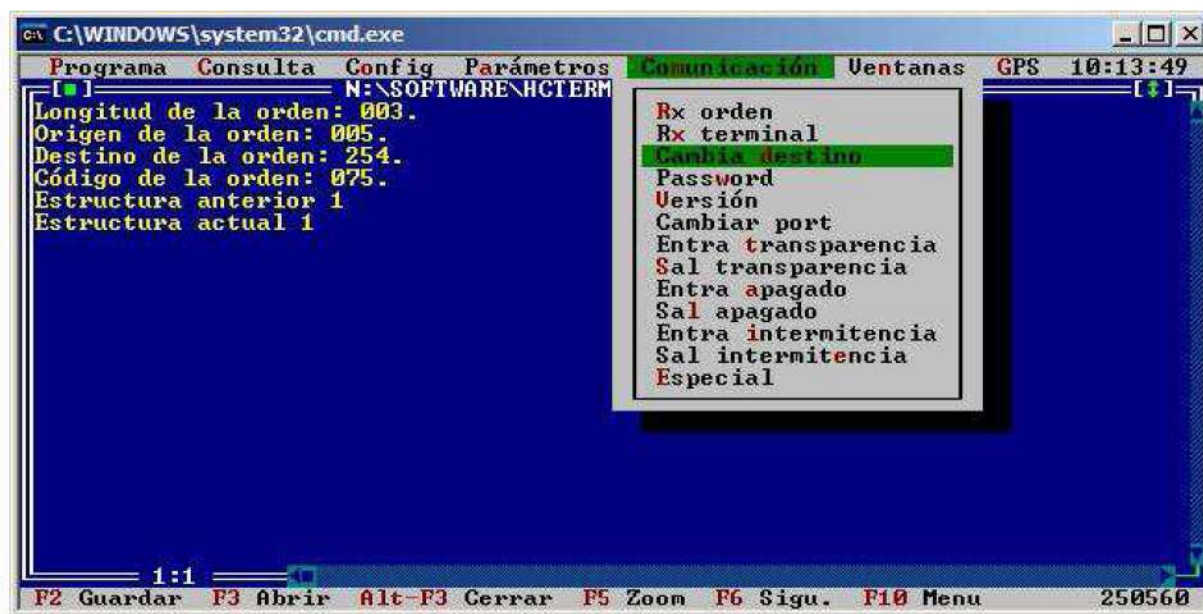 C:\WINDOWS\system32\cmd.exe
Programa Consulta Config Parámetros Comunicación Ventanas GPS 10:13:49
N:\SOFTWARE\HCTERM
Longitud de la orden: 003.
Origen de la orden: 005.
Destino de la orden: 254.
Código de la orden: 075.
Estructura anterior 1
Estructura actual 1
Rx orden
Rx terminal
Cambia destino
Password
Versión
Cambiar port
Entra transparencia
Sal transparencia
Entra apagado
Sal apagado
Entra intermitencia
Sal intermitencia
Especial
1:1
F2 Guardar F3 Abrir Alt-F3 Cerrar F5 Zoom F6 Sigu. F10 Menu 250560